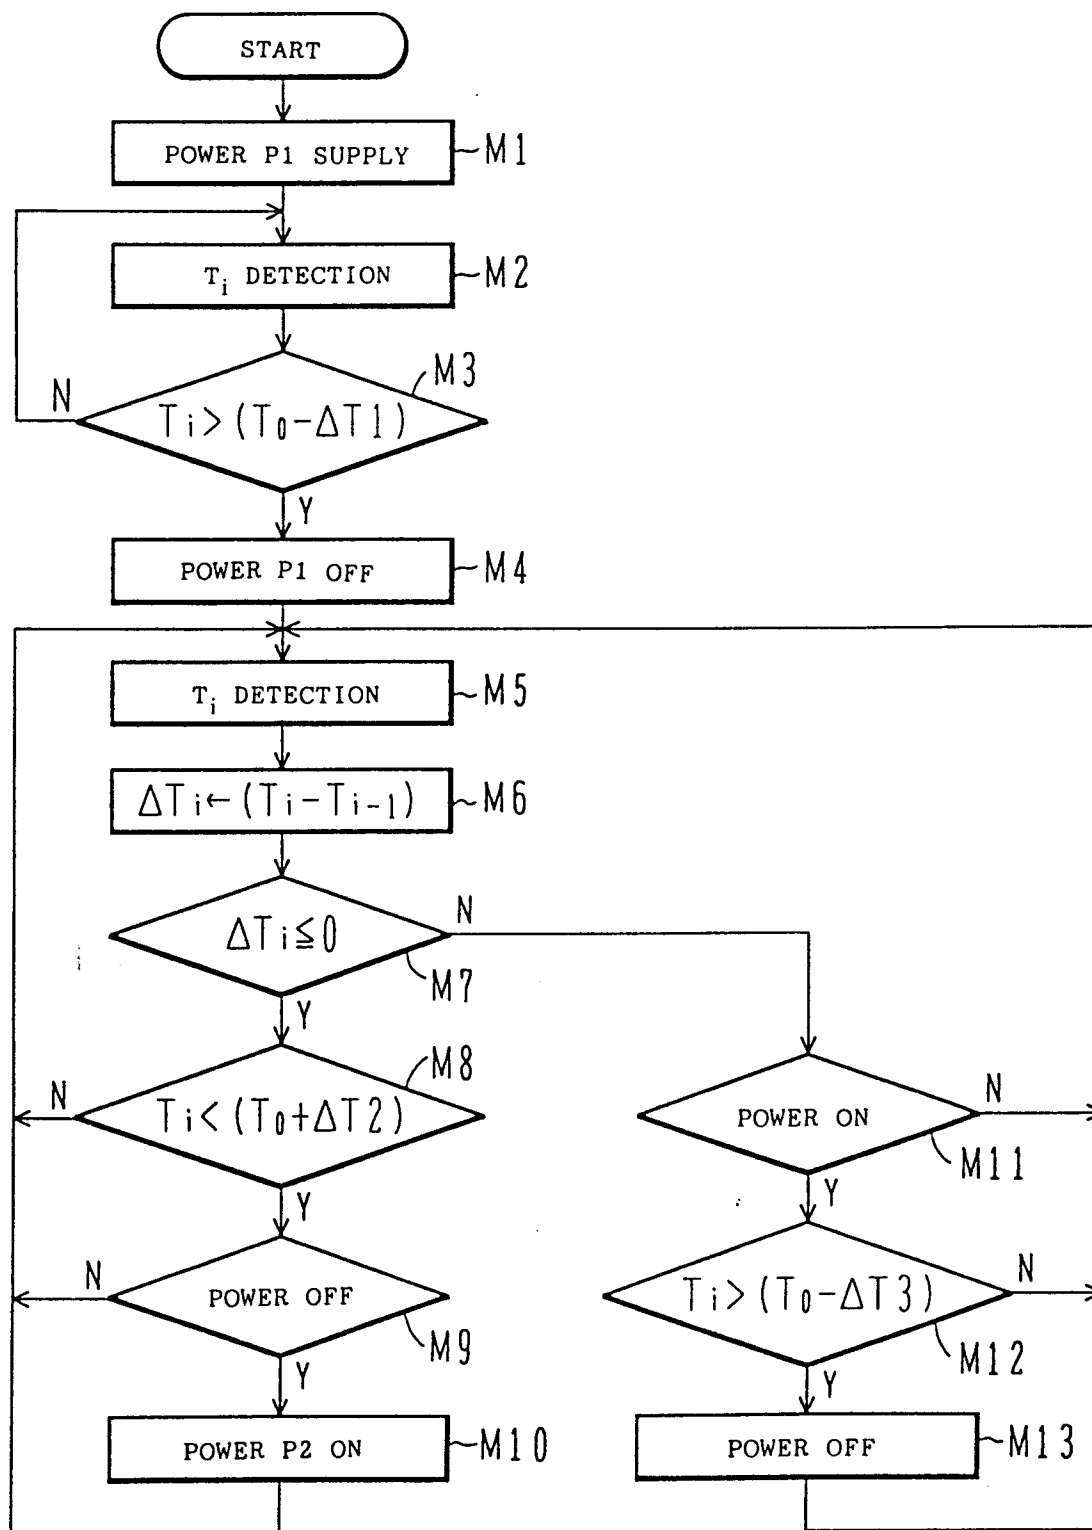 START
POWER P1 SUPPLY
M1
Ti DETECTION
M2
M3
N
Ti>(T0-ΔT1)
Y
POWER P1 OFF
M4
Ti DETECTION
M5
ΔTi←(Ti-Ti-1)
M6
ΔTi≦0
N
M7
Y
M8
N
Ti<(T0+ΔT2)
Y
N
POWER OFF
M9
Y
POWER P2 ON
M10
POWER ON
N
M11
Y
Ti>(T0-ΔT3)
N
M12
Y
POWER OFF
M13